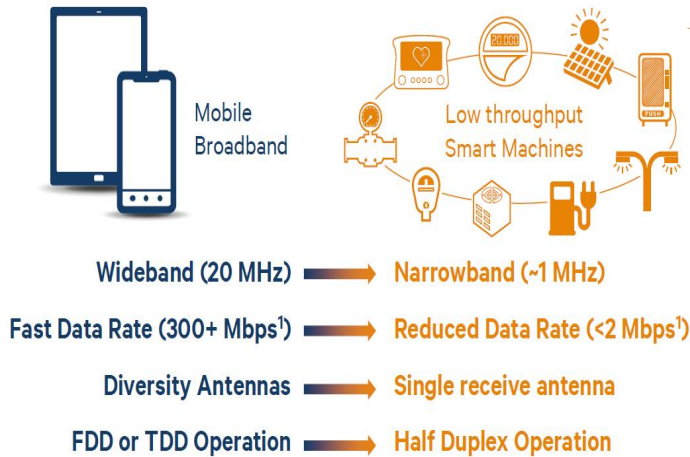 Mobile
Broadband
20:000
Low throughput
Smart Machines
PUSH
Wideband (20 MHz)
Narrowband (~1 MHz)
Fast Data Rate (300+ Mbps¹)
Reduced Data Rate (<2 Mbps¹)
Diversity Antennas
Single receive antenna
FDD or TDD Operation
Half Duplex Operation